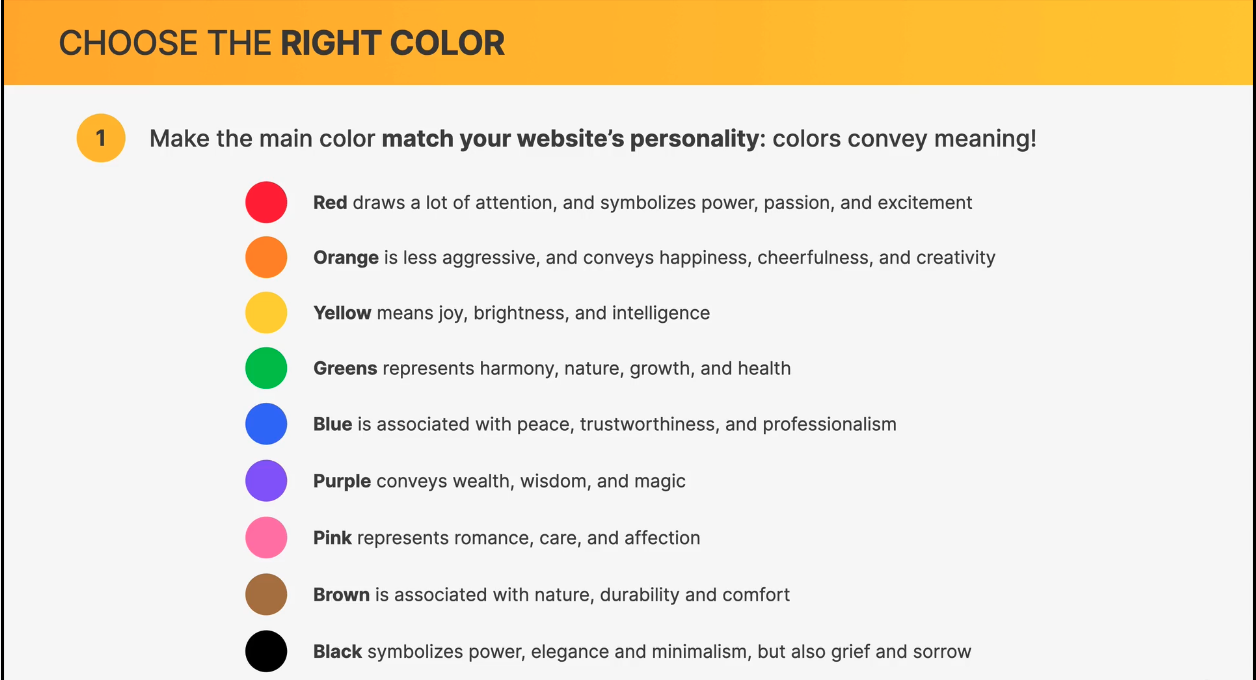 CHOOSE THE RIGHT COLOR
1 Make the main color match your website’s personality: colors convey meaning!
Red draws a lot of attention, and symbolizes power, passion, and excitement
Orange is less aggressive, and conveys happiness, cheerfulness, and creativity
Yellow means joy, brightness, and intelligence
Greens represents harmony, nature, growth, and health
Blue is associated with peace, trustworthiness, and professionalism
Purple conveys wealth, wisdom, and magic
Pink represents romance, care, and affection
Brown is associated with nature, durability and comfort
Black symbolizes power, elegance and minimalism, but also grief and sorrow